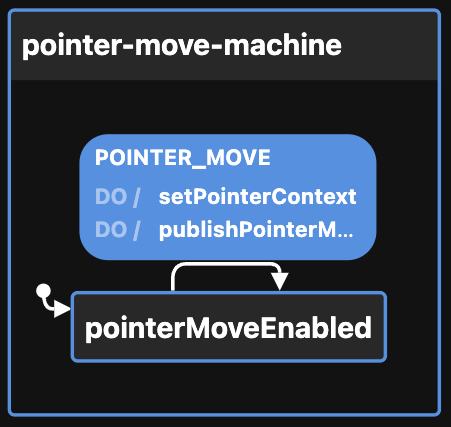 pointer-move-machine
POINTER_MOVE
DO / setPointerContext
DO / publishPointerM...
pointerMoveEnabled